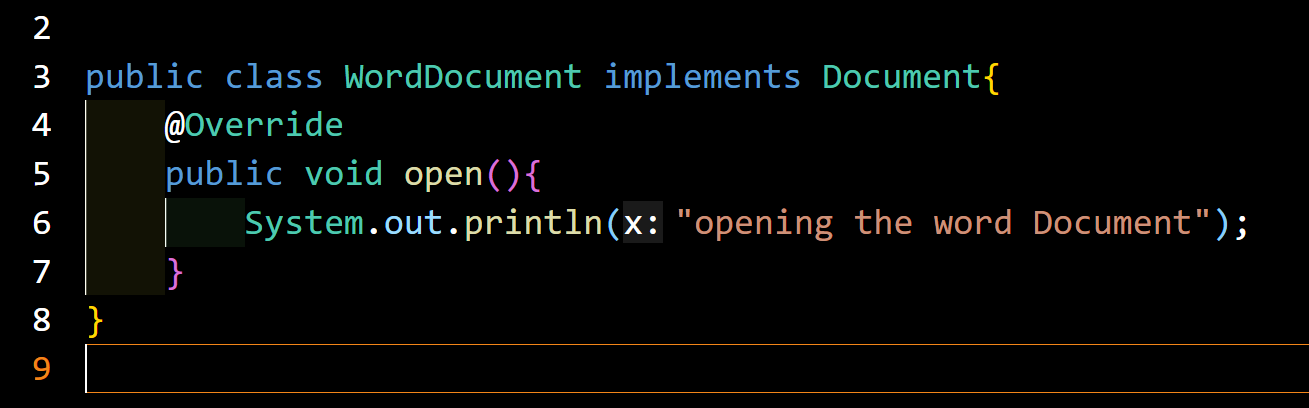 2
3 public class WordDocument implements Document{
4 @Override
5 public void open(){
6 System.out.println(x: "opening the word Document");
7 }
8 }
9